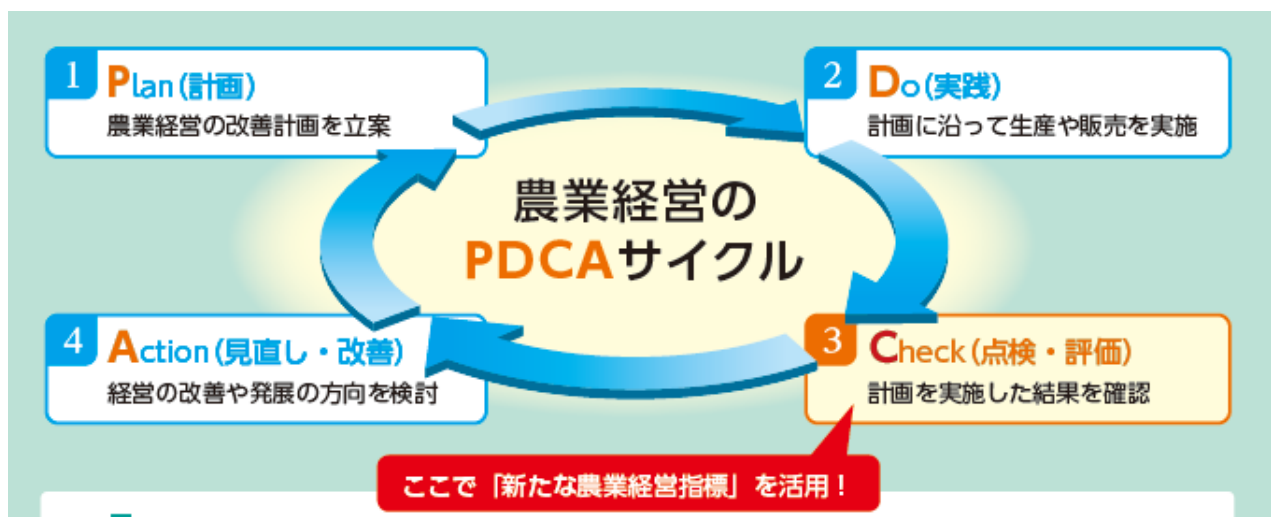 1 Plan(計画)
農業経営の改善計画を立案
2 Do(実践)
計画に沿って生産や販売を実施
農業経営の
PDCAサイクル
4 Action(見直し・改善)
経営の改善や発展の方向を検討
3 Check(点検・評価)
計画を実施した結果を確認
ここで「新たな農業経営指標」を活用！